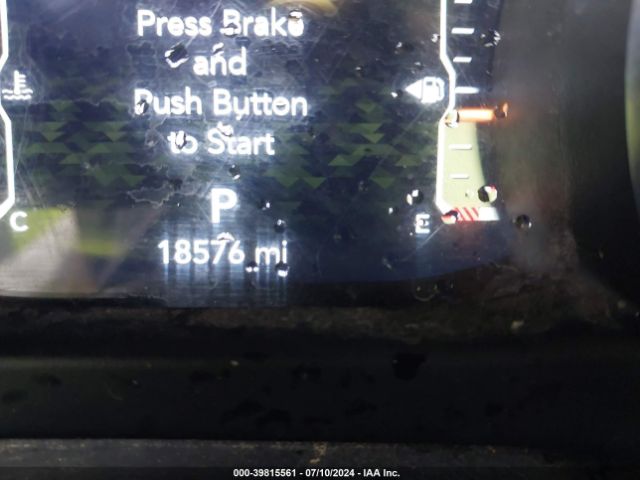 Press Brake
and
Push Button
to Start
P
C
E
18576 mi
000-39815561 - 07/10/2024 - IAA Inc.